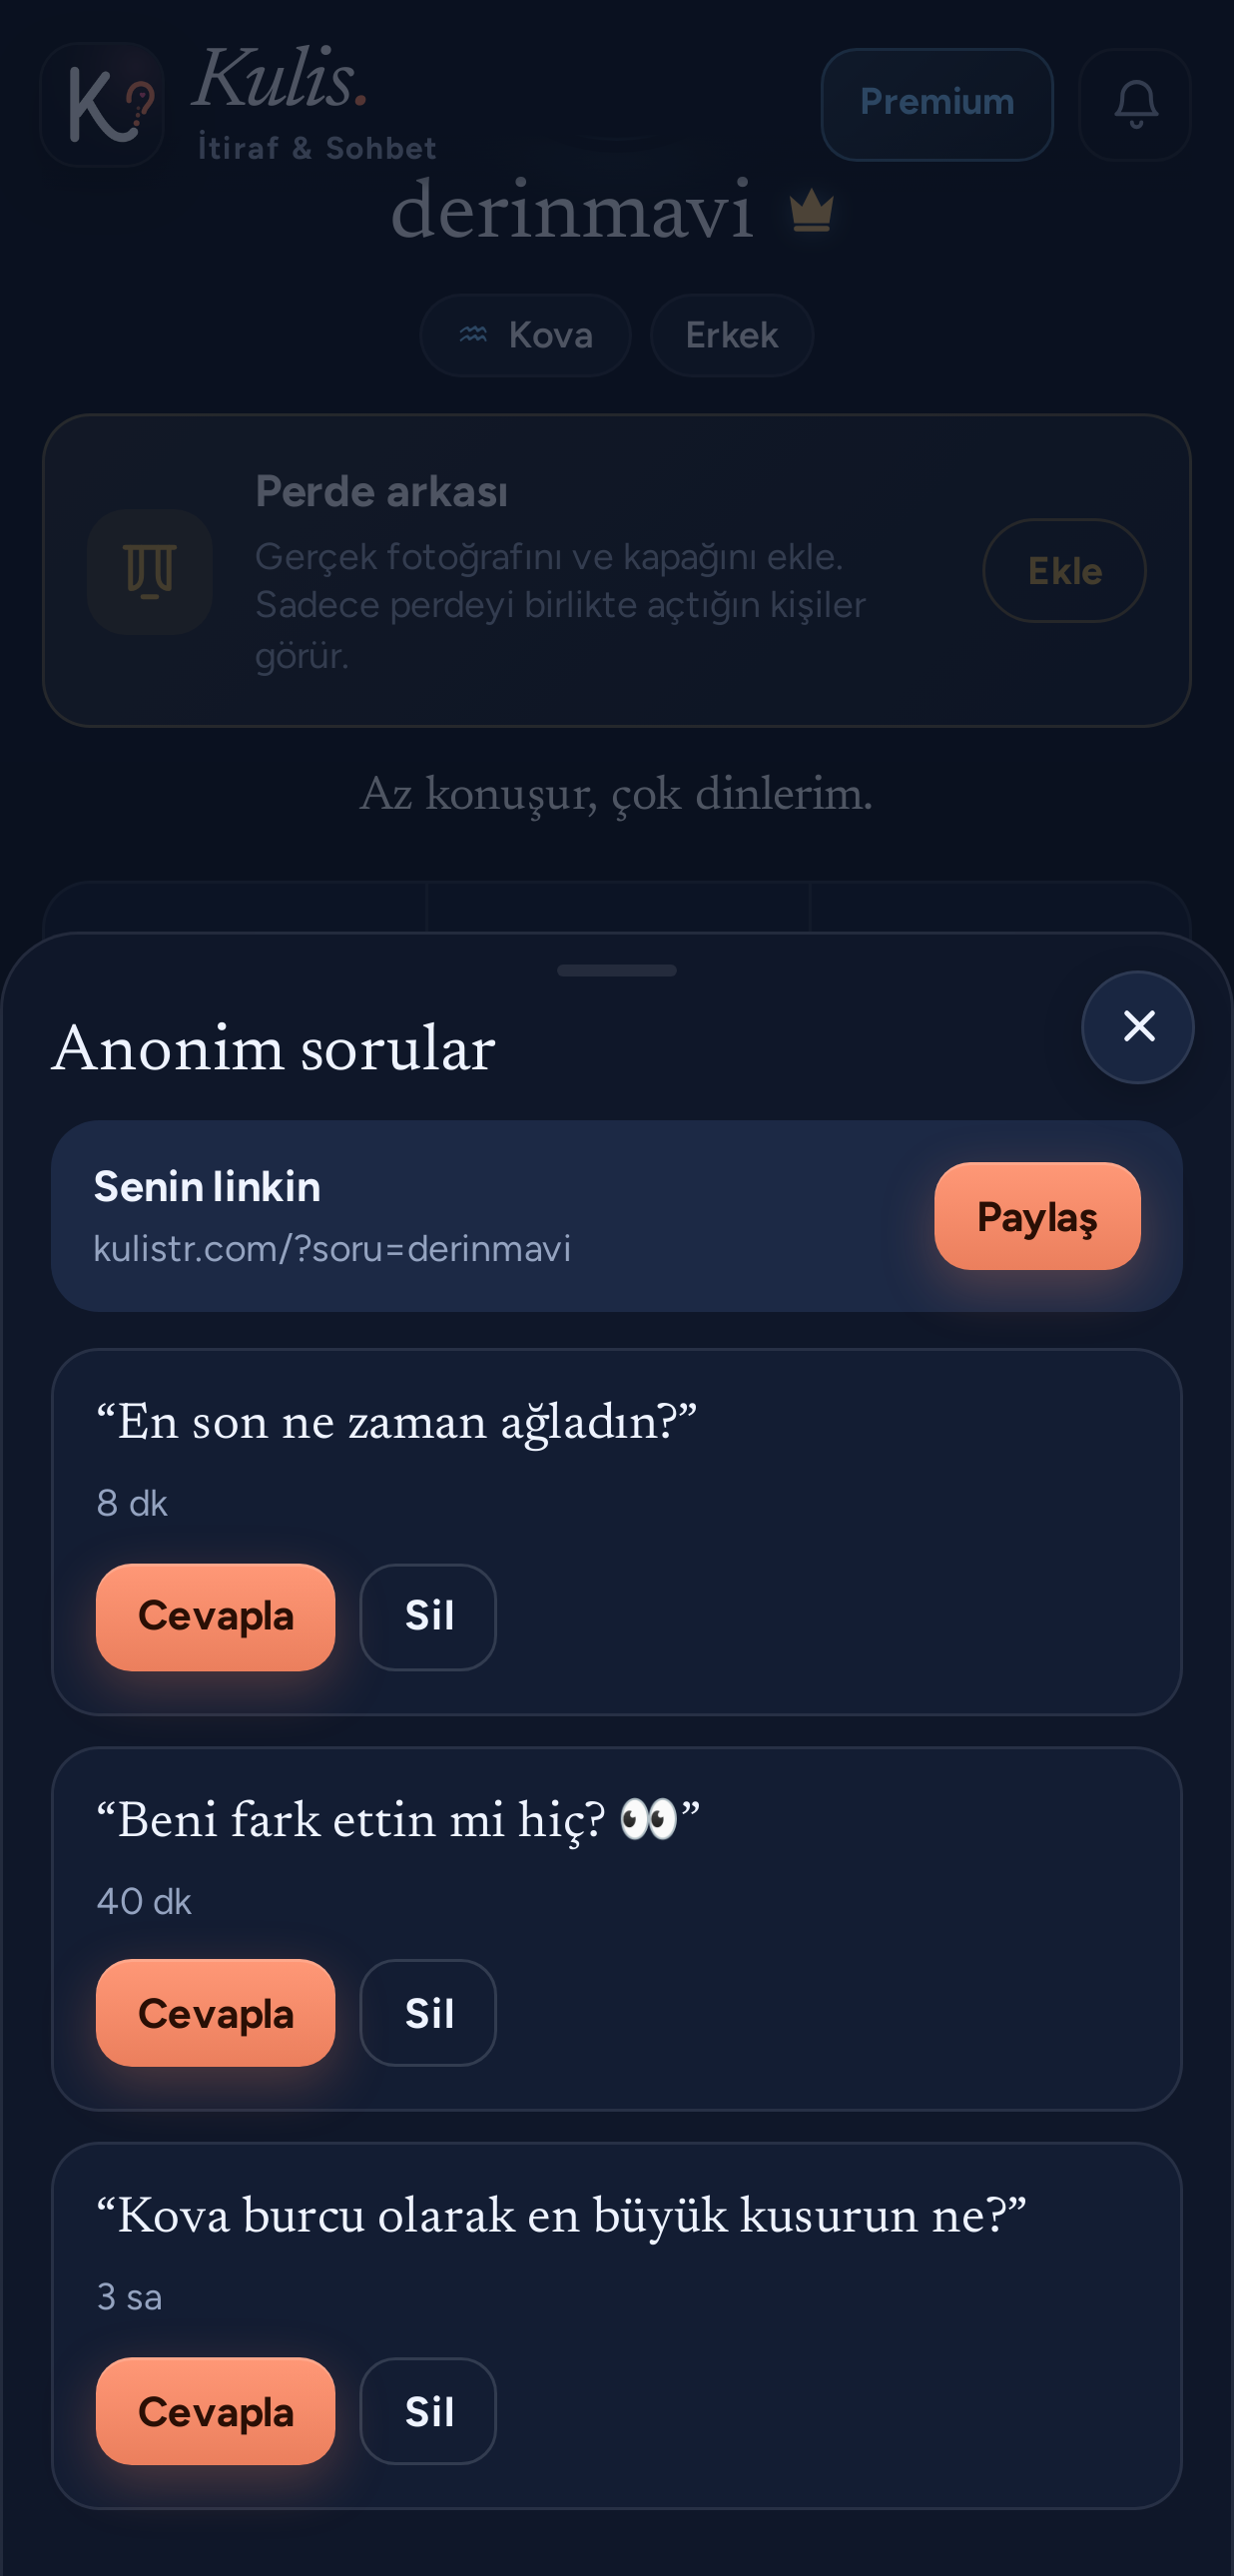 Kulis.
İtiraf & Sohbet
Premium
derinmavi
Kova
Erkek
Perde arkası
Gerçek fotoğrafını ve kapağını ekle.
Sadece perdeyi birlikte açtığın kişiler
görür.
Ekle
Az konuşur, çok dinlerim.
Anonim sorular
Senin linkin
kulistr.com/?soru=derinmavi
Paylaş
“En son ne zaman ağladın?”
8 dk
Cevapla
Sil
“Beni fark ettin mi hiç? 👀”
40 dk
Cevapla
Sil
“Kova burcu olarak en büyük kusurun ne?”
3 sa
Cevapla
Sil